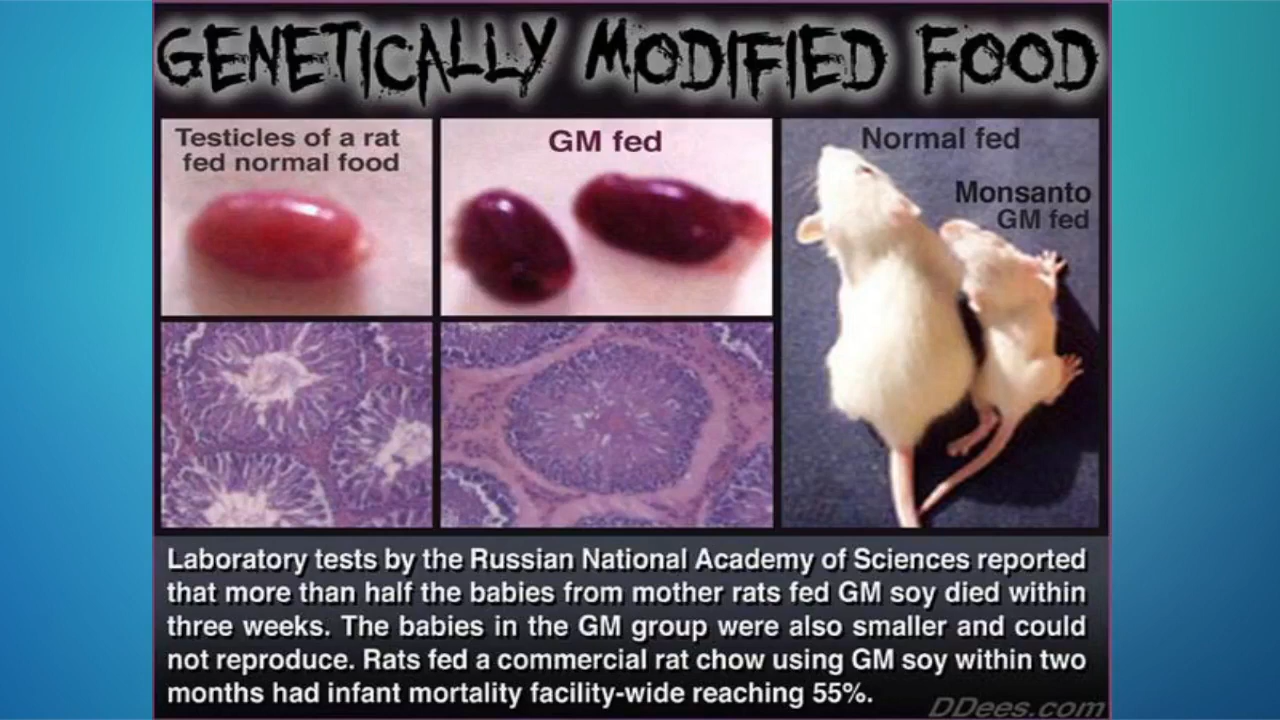 GENETICALLY MODIFIED FOOD
Testicles of a rat
fed normal food
GM fed
Normal fed
Monsanto
GM fed
Laboratory tests by the Russian National Academy of Sciences reported
that more than half the babies from mother rats fed GM soy died within
three weeks. The babies in the GM group were also smaller and could
not reproduce. Rats fed a commercial rat chow using GM soy within two
months had infant mortality facility-wide reaching 55%.
DDees.com